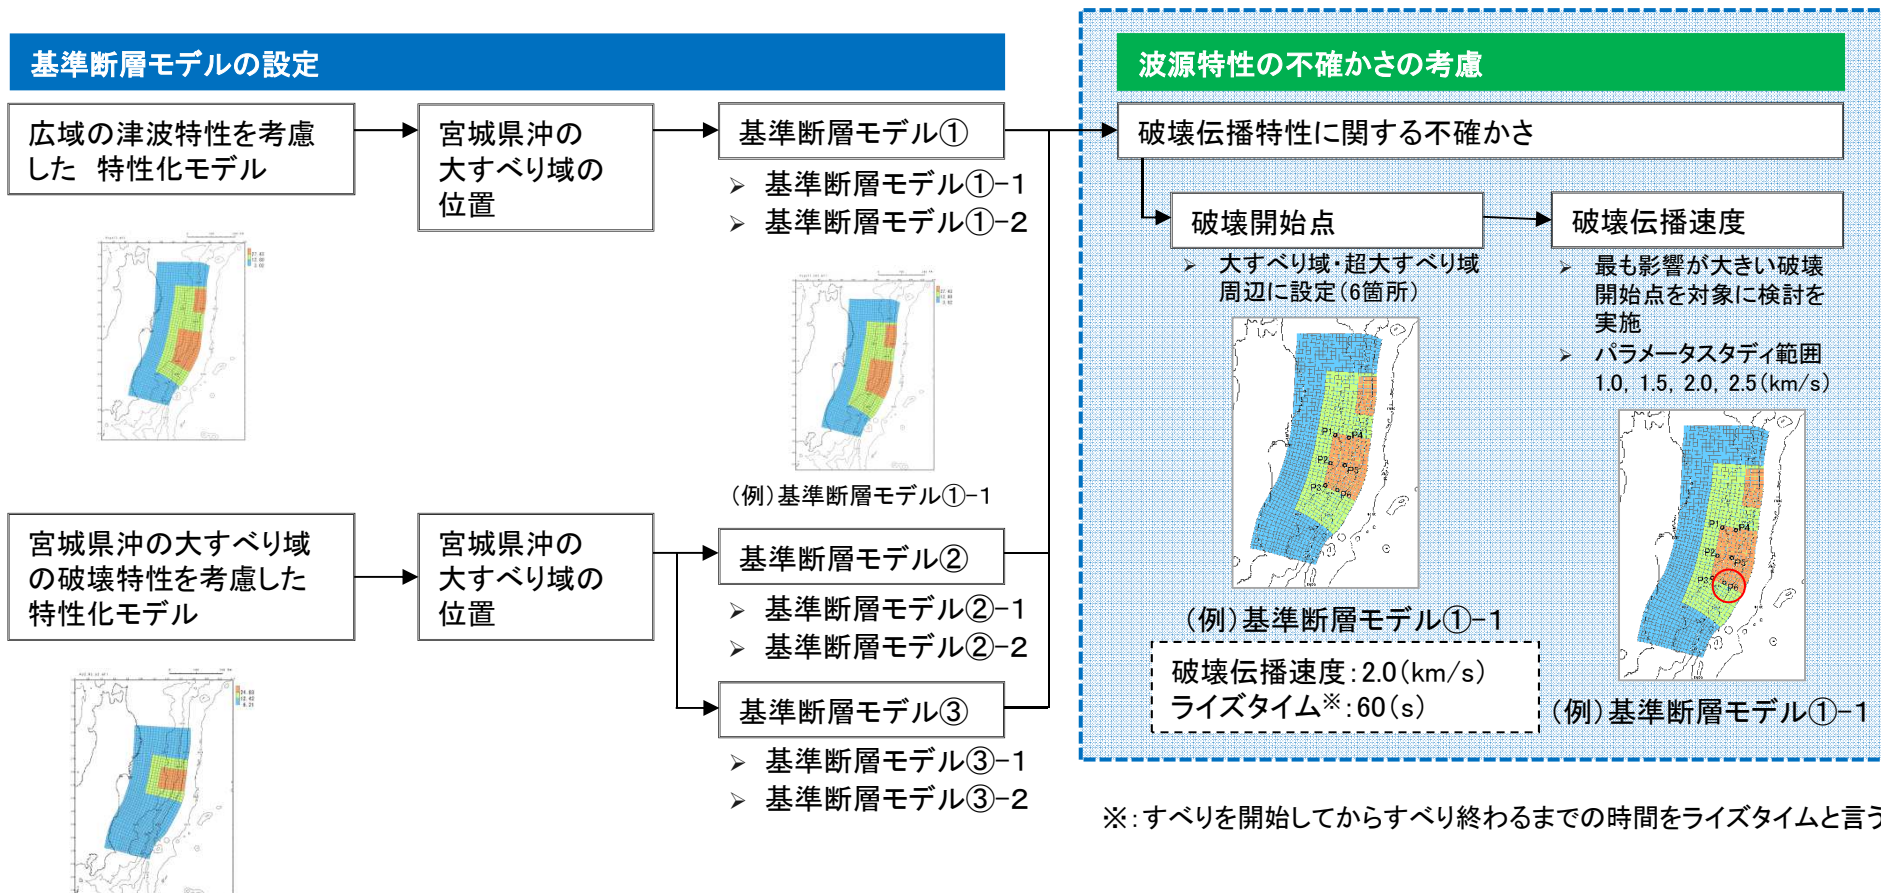 基準断層モデルの設定
広域の津波特性を考慮
した 特性化モデル
宮城県沖の
大すべり域の
位置
基準断層モデル①
➢ 基準断層モデル①-1
➢ 基準断層モデル①-2
(例)基準断層モデル①-1
宮城県沖の大すべり域
の破壊特性を考慮した
特性化モデル
宮城県沖の
大すべり域の
位置
基準断層モデル②
➢ 基準断層モデル②-1
➢ 基準断層モデル②-2
基準断層モデル③
➢ 基準断層モデル③-1
➢ 基準断層モデル③-2
波源特性の不確かさの考慮
破壊伝播特性に関する不確かさ
破壊開始点
➢ 大すべり域・超大すべり域
周辺に設定(6箇所)
P1 P4
P2 P5
P3 P6
(例)基準断層モデル①-1
破壊伝播速度:2.0(km/s)
ライズタイム※:60(s)
破壊伝播速度
➢ 最も影響が大きい破壊
開始点を対象に検討を
実施
➢ パラメータスタディ範囲
1.0, 1.5, 2.0, 2.5(km/s)
P1 P4
P2 P5
P3 P6
(例)基準断層モデル①-1
※:すべりを開始してからすべり終わるまでの時間をライズタイムと言う